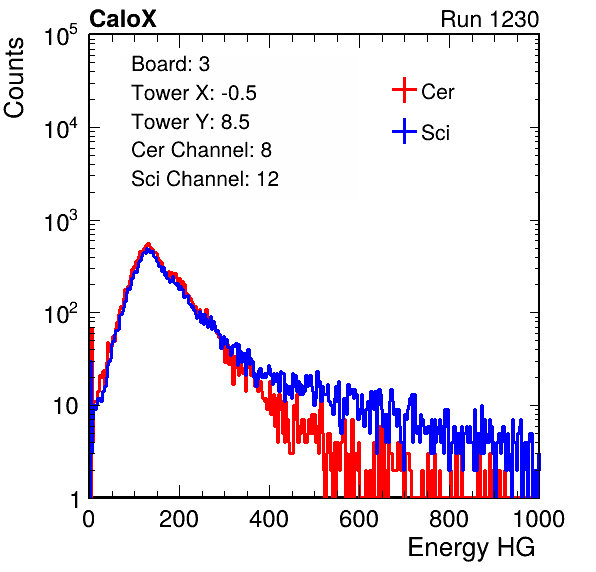 CaloX Run 1230
Counts
Board: 3
Tower X: -0.5
Tower Y: 8.5
Cer Channel: 8
Sci Channel: 12
Cer
Sci
10^5
10^4
10^3
10^2
10
1
0 200 400 600 800 1000
Energy HG